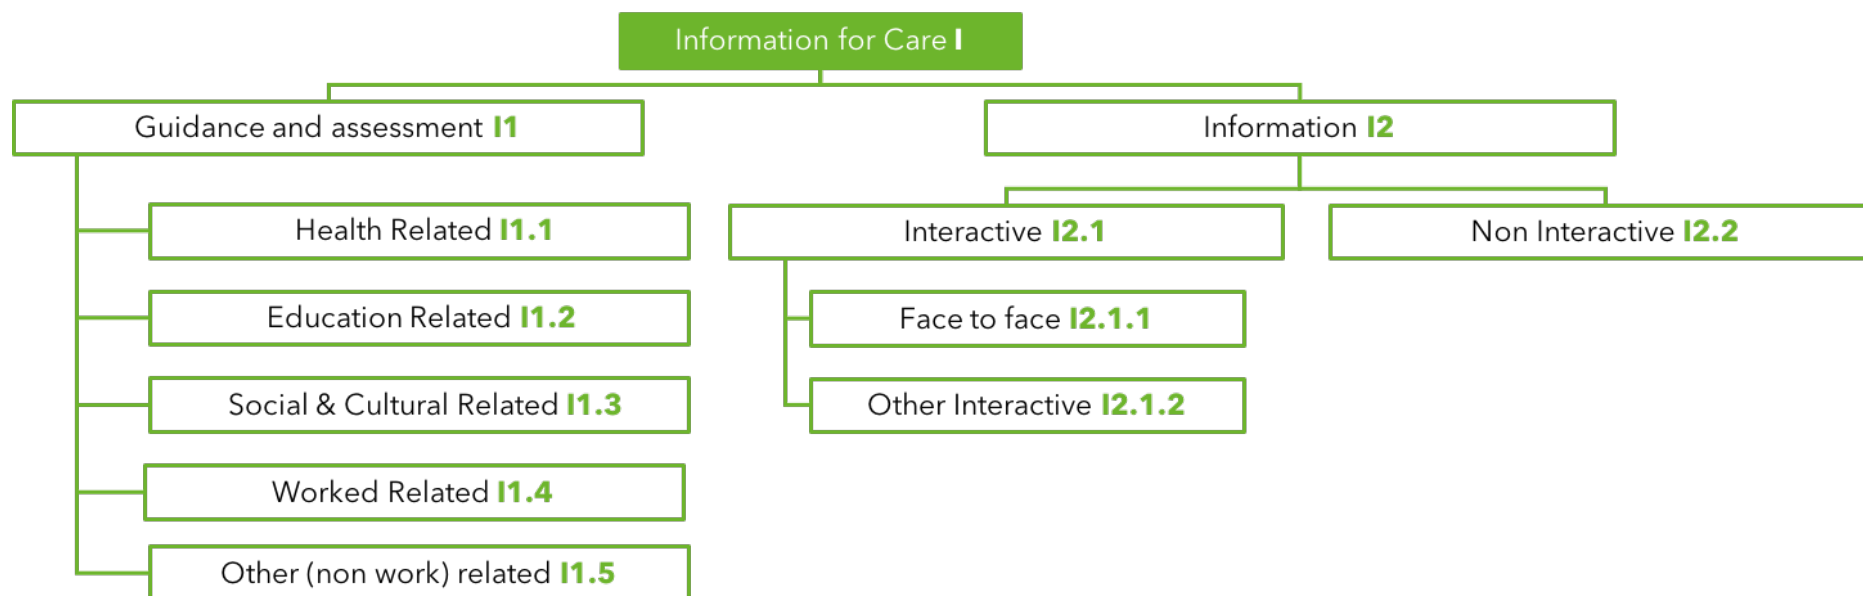 Information for Care I
Guidance and assessment I1
Information I2
Health Related I1.1
Interactive I2.1
Non Interactive I2.2
Education Related I1.2
Face to face I2.1.1
Social & Cultural Related I1.3
Other Interactive I2.1.2
Worked Related I1.4
Other (non work) related I1.5